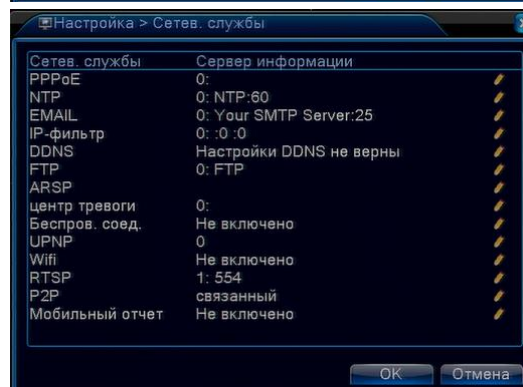 Настройка > Сетев. службы
Сетев. службы Сервер информации
PPPoE 0:
NTP 0: NTP:60
EMAIL 0: Your SMTP Server:25
IP-фильтр 0: :0 :0
DDNS Настройки DDNS не верны
FTP 0: FTP
ARSP
центр тревоги 0:
Беспров. соед. Не включено
UPNP 0
Wifi Не включено
RTSP 1: 554
P2P связанный
Мобильный отчет Не включено
OK Отмена